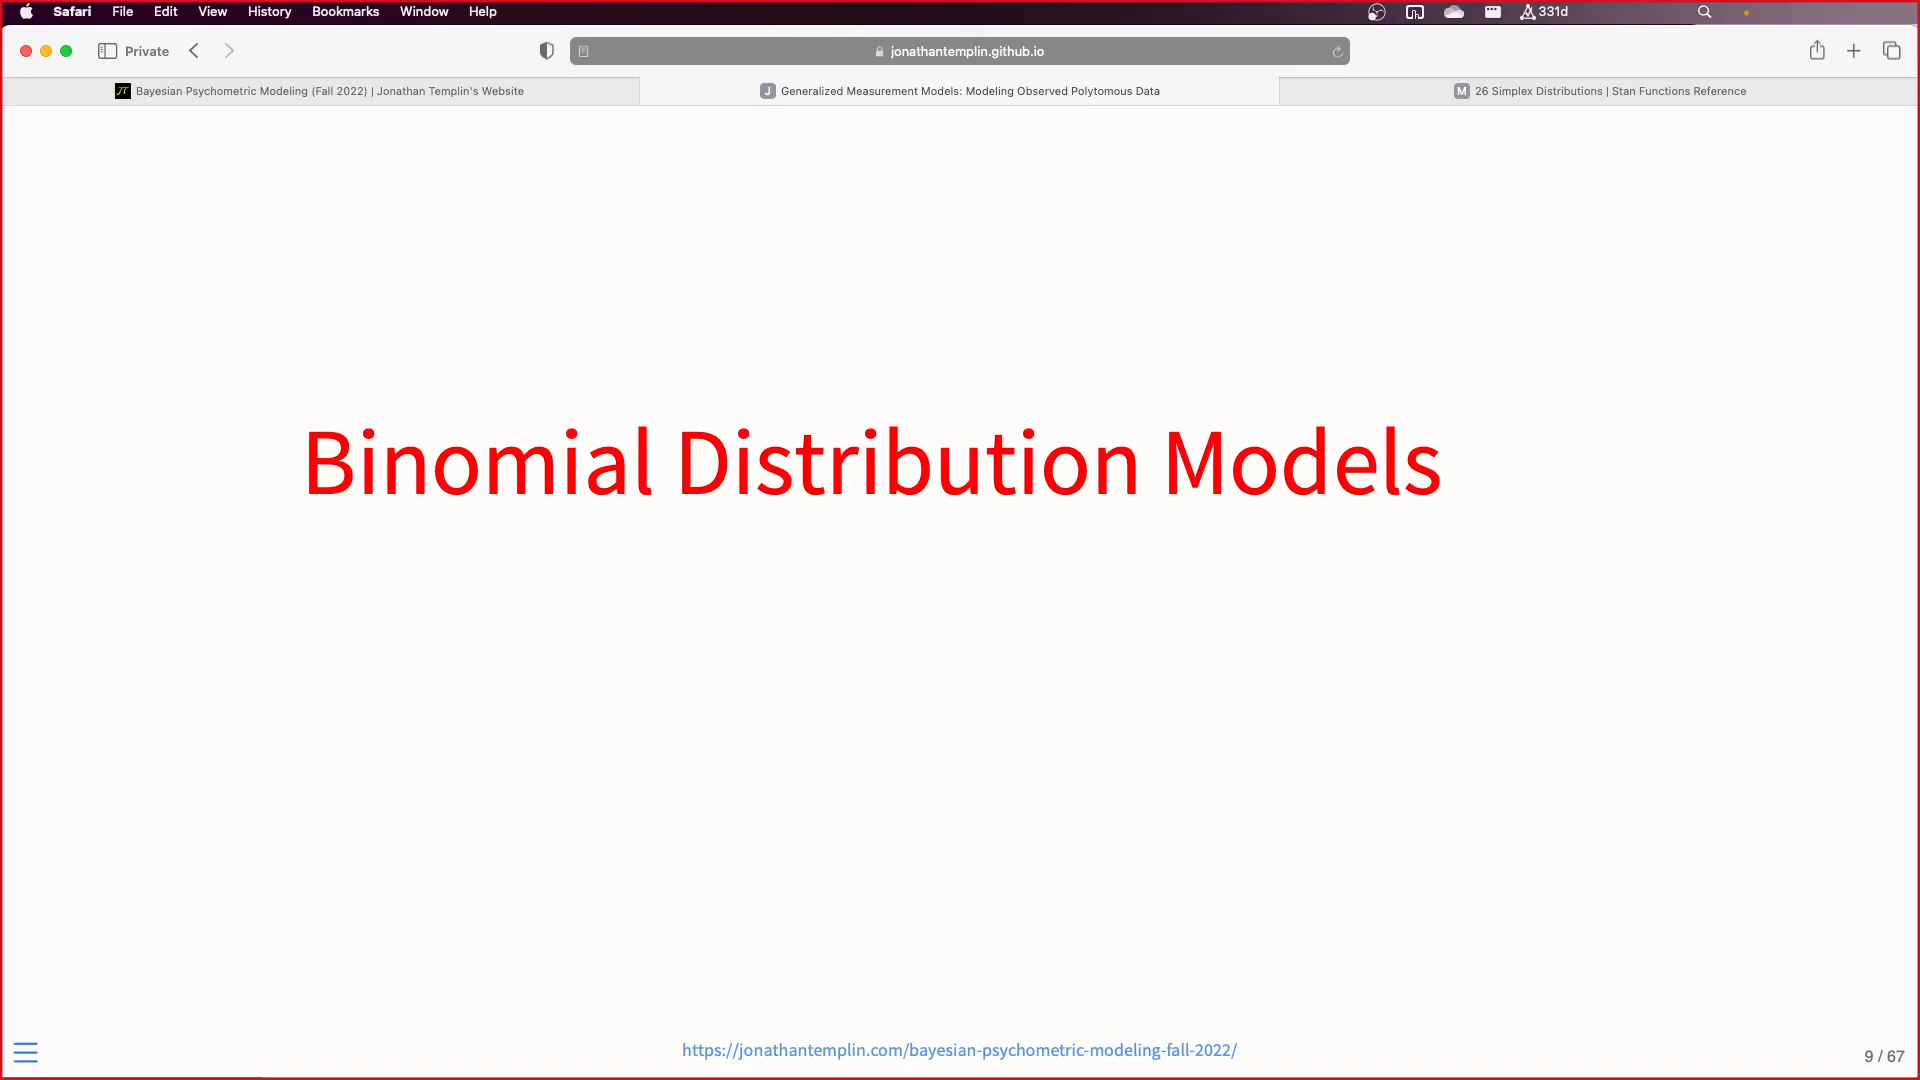 Safari File Edit View History Bookmarks Window Help 331d
Private jonathantemplin.github.io
JT Bayesian Psychometric Modeling (Fall 2022) | Jonathan Templin's Website J Generalized Measurement Models: Modeling Observed Polytomous Data M 26 Simplex Distributions | Stan Functions Reference
Binomial Distribution Models
https://jonathantemplin.com/bayesian-psychometric-modeling-fall-2022/
9 / 67